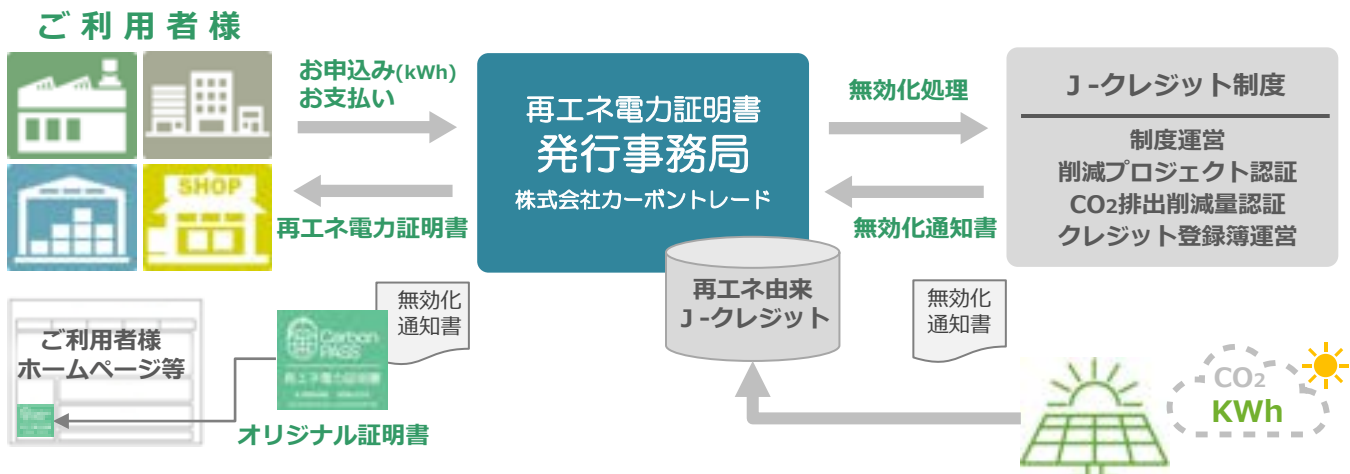 ご利用者様
お申込み(kWh)
お支払い
再エネ電力証明書
SHOP
再エネ電力証明書
発行事務局
株式会社カーボントレード
無効化処理
無効化通知書
J-クレジット制度
制度運営
削減プロジェクト認証
CO2排出削減量認証
クレジット登録簿運営
再エネ由来
J-クレジット
無効化
通知書
無効化
通知書
ご利用者様
ホームページ等
Carbon
PASS
再エネ電力証明書
オリジナル証明書
CO2
KWh